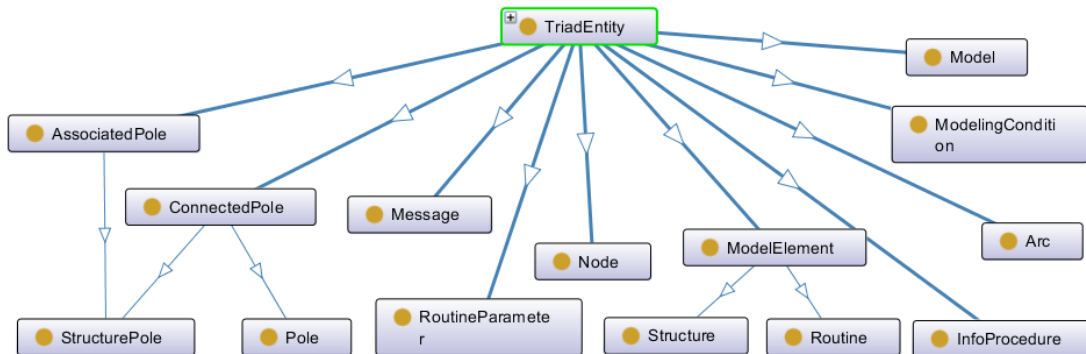 TriadEntity
Model
AssociatedPole
ModelingConditi
on
ConnectedPole
Message
Node
ModelElement
Arc
StructurePole
Pole
RoutineParamete
r
Structure
Routine
InfoProcedure